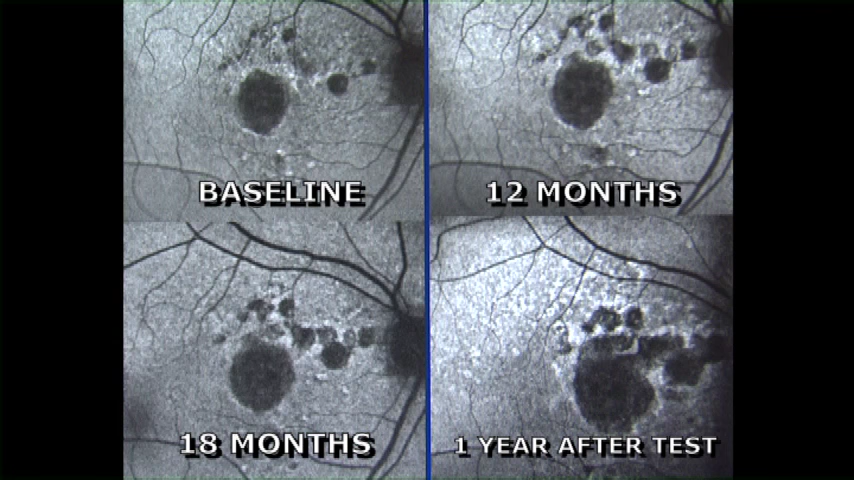 BASELINE
12 MONTHS
18 MONTHS
1 YEAR AFTER TEST